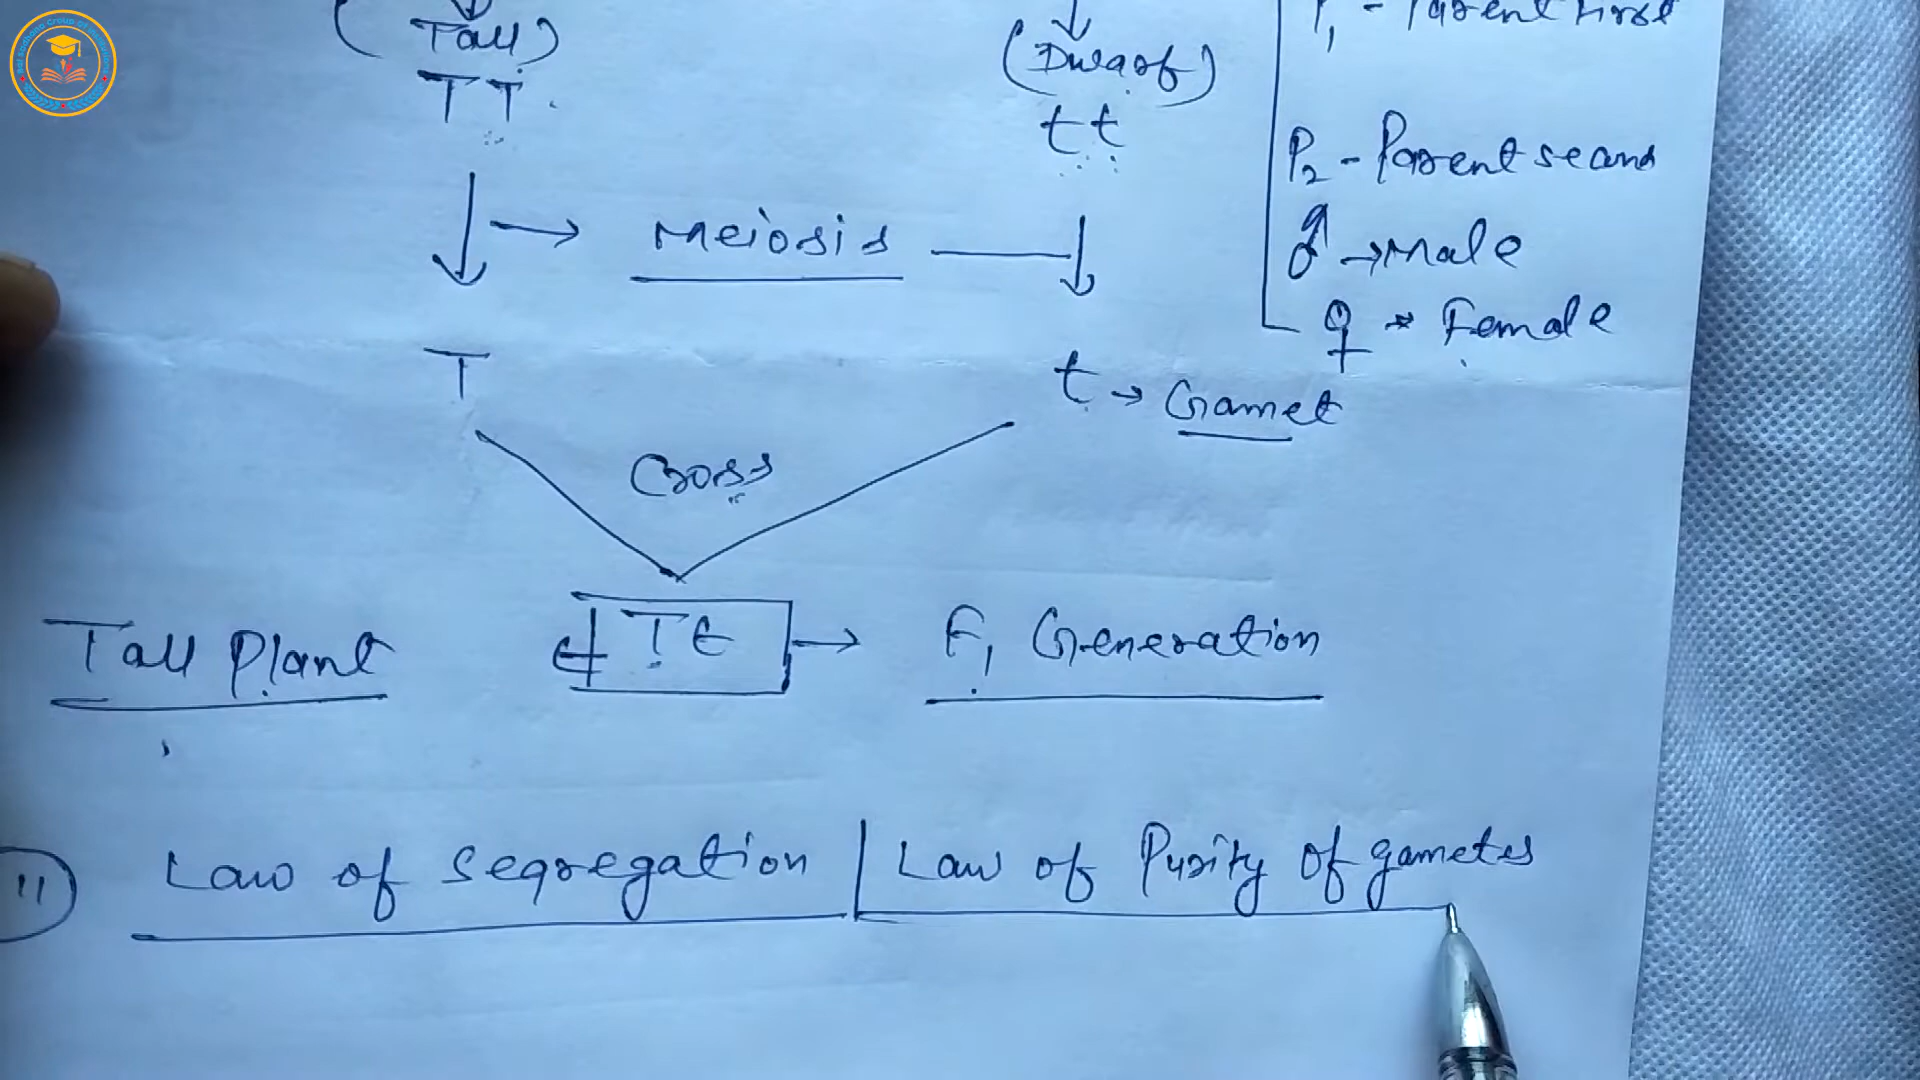 (Tall)
TT
(Dwarf)
tt
P1 - Parent First
P2 - Parent second
♂ → Male
♀ → Female
→ Meiosis
T
t → Gamet
Cross
Tall Plant
Tt → F1 Generation
11 Law of Segregation | Law of Purity Of gametes